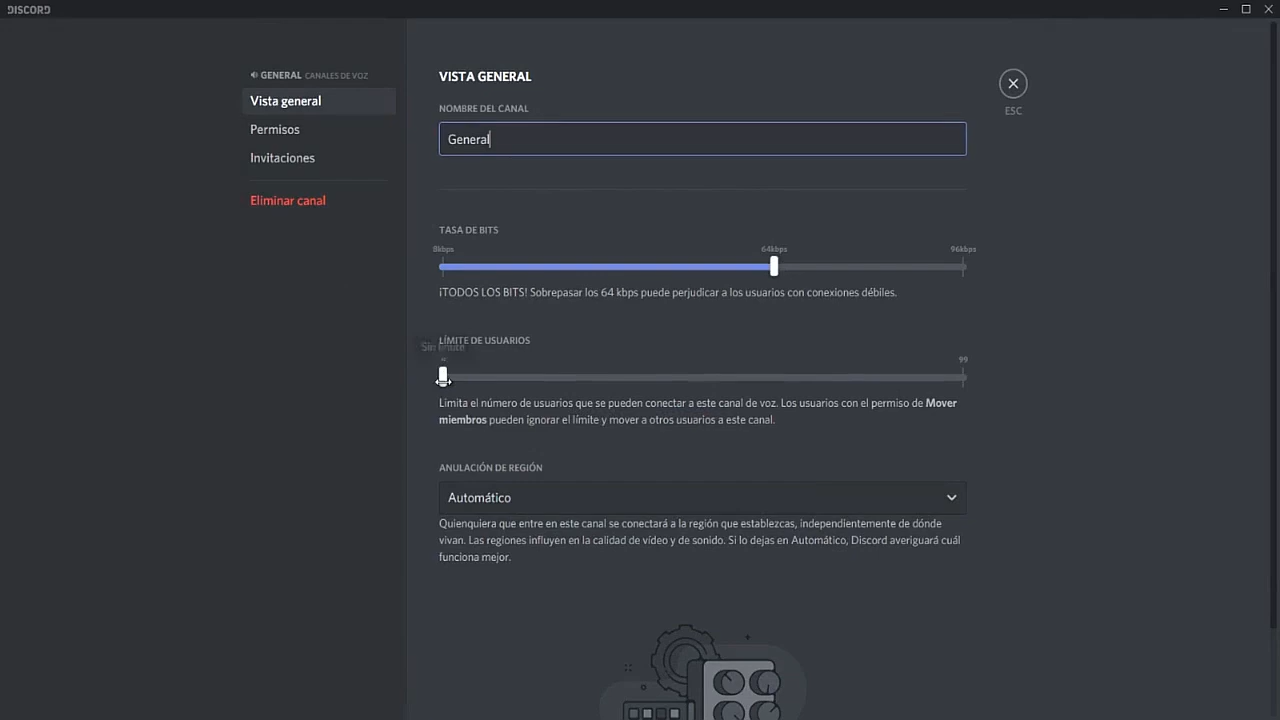 DISCORD
GENERAL CANALES DE VOZ
Vista general
Permisos
Invitaciones
Eliminar canal
VISTA GENERAL
ESC
NOMBRE DEL CANAL
General
TASA DE BITS
8kbps 64kbps 96kbps
¡TODOS LOS BITS! Sobrepasar los 64 kbps puede perjudicar a los usuarios con conexiones débiles.
LÍMITE DE USUARIOS
Sin límite
∞ 99
Limita el número de usuarios que se pueden conectar a este canal de voz. Los usuarios con el permiso de Mover
miembros pueden ignorar el límite y mover a otros usuarios a este canal.
ANULACIÓN DE REGIÓN
Automático
Quienquiera que entre en este canal se conectará a la región que establezcas, independientemente de dónde
vivan. Las regiones influyen en la calidad de vídeo y de sonido. Si lo dejas en Automático, Discord averiguará cuál
funciona mejor.